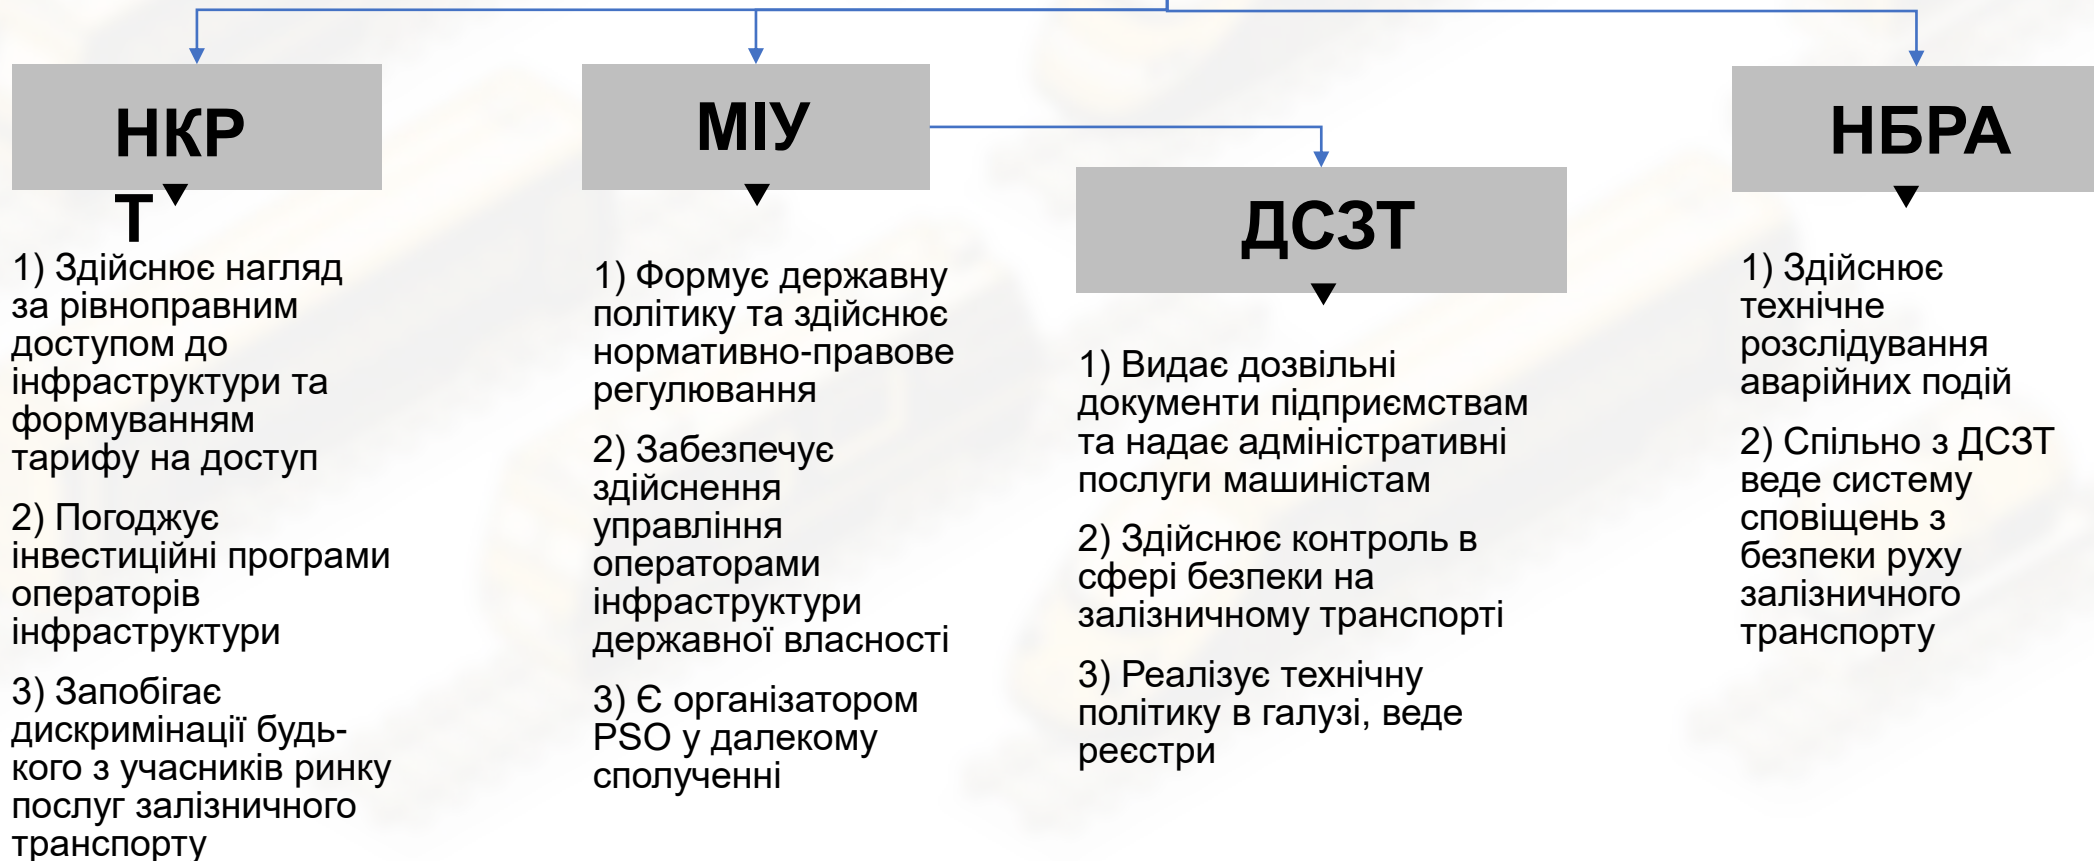 НКР
Т
1) Здійснює нагляд
за рівноправним
доступом до
інфраструктури та
формуванням
тарифу на доступ
2) Погоджує
інвестиційні програми
операторів
інфраструктури
3) Запобігає
дискримінації будь-
кого з учасників ринку
послуг залізничного
транспорту
МІУ
1) Формує державну
політику та здійснює
нормативно-правове
регулювання
2) Забезпечує
здійснення
управління
операторами
інфраструктури
державної власності
3) Є організатором
PSO у далекому
сполученні
ДСЗТ
1) Видає дозвільні
документи підприємствам
та надає адміністративні
послуги машиністам
2) Здійснює контроль в
сфері безпеки на
залізничному транспорті
3) Реалізує технічну
політику в галузі, веде
реєстри
НБРА
1) Здійснює
технічне
розслідування
аварійних подій
2) Спільно з ДСЗТ
веде систему
сповіщень з
безпеки руху
залізничного
транспорту